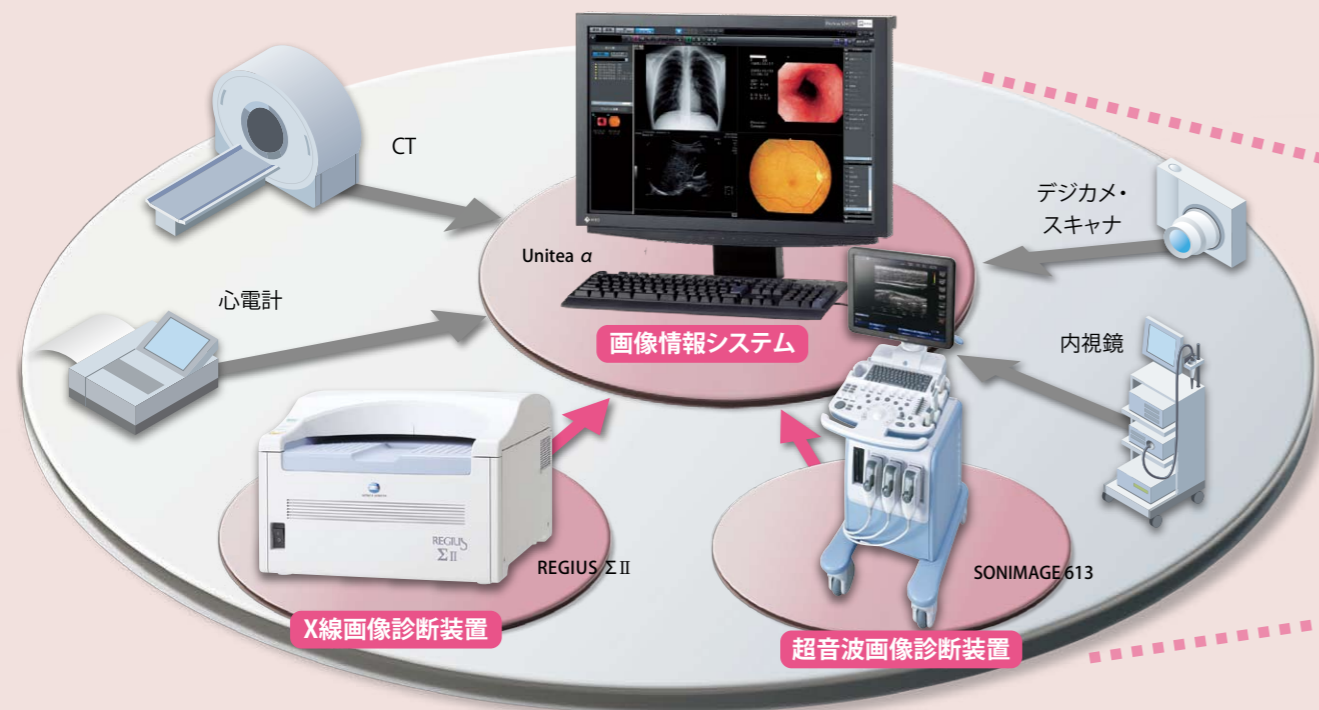 CT
デジカメ・
スキャナ
Unitea α
心電計
画像情報システム
内視鏡
REGIUS
ΣII
REGIUS ΣII
SONIMAGE 613
X線画像診断装置
超音波画像診断装置